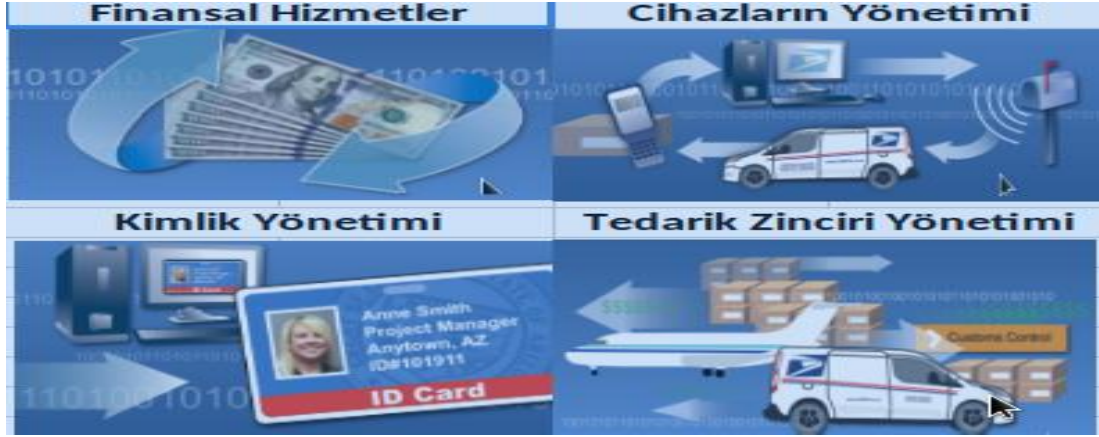 Finansal Hizmetler
Cihazların Yönetimi
Kimlik Yönetimi
Tedarik Zinciri Yönetimi
Anne Smith
Project Manager
Anytown, AZ
ID#101911
ID Card
Customs Control